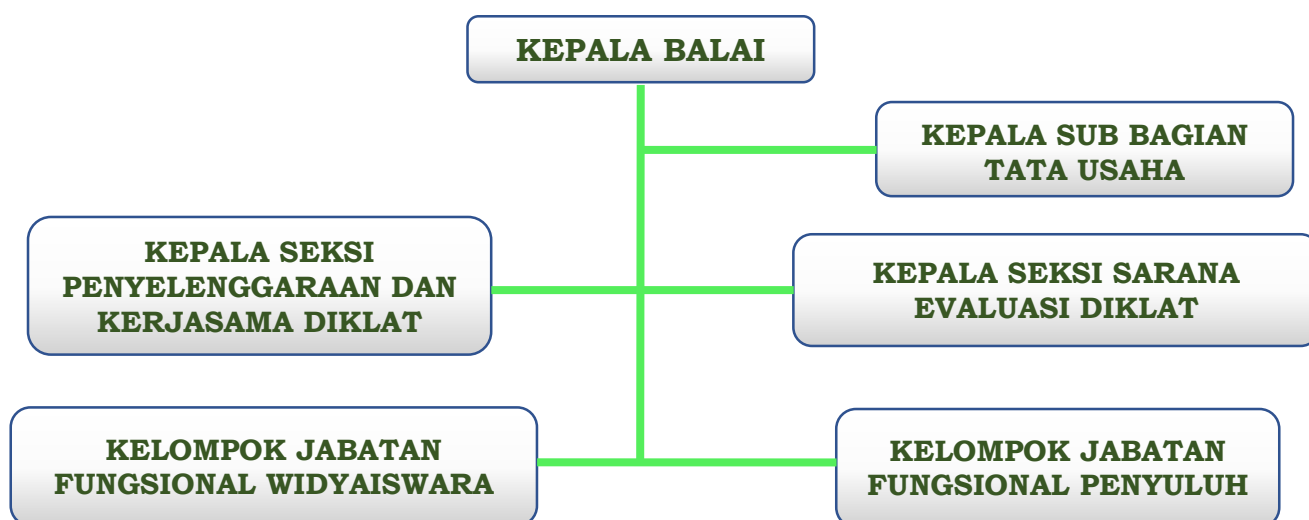 KEPALA BALAI
KEPALA SUB BAGIAN
TATA USAHA
KEPALA SEKSI
PENYELENGGARAAN DAN
KERJASAMA DIKLAT
KEPALA SEKSI SARANA
EVALUASI DIKLAT
KELOMPOK JABATAN
FUNGSIONAL WIDYAISWARA
KELOMPOK JABATAN
FUNGSIONAL PENYULUH